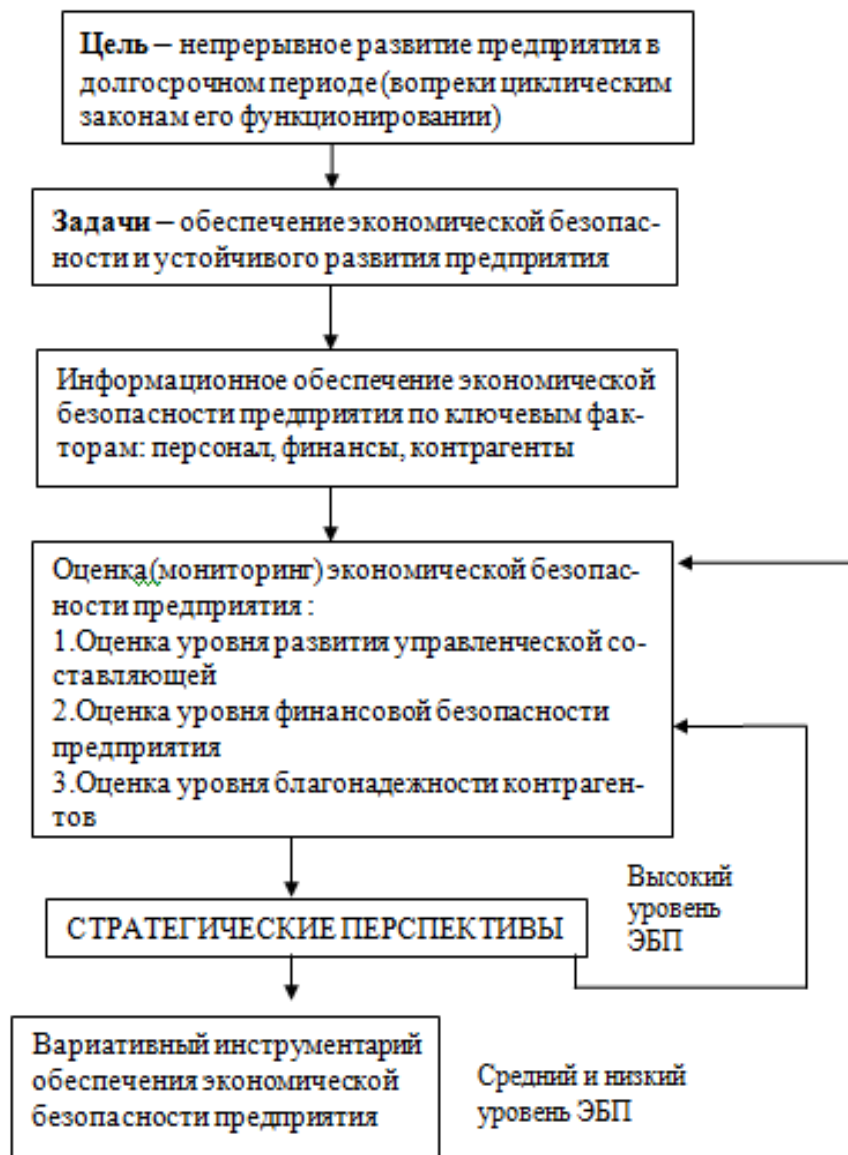 Цель – непрерывное развитие предприятия в
долгосрочном периоде (вопреки циклическим
законам его функционировании)
Задачи – обеспечение экономической безопас-
ности и устойчивого развития предприятия
Информационное обеспечение экономической
безопасности предприятия по ключевым фак-
торам: персонал, финансы, контрагенты
Оценка (мониторинг) экономической безопас-
ности предприятия :
1.Оценка уровня развития управленческой со-
ставляющей
2.Оценка уровня финансовой безопасности
предприятия
3.Оценка уровня благонадежности контраген-
тов
Высокий
уровень
ЭБП
СТРАТЕГИЧЕСКИЕ ПЕРСПЕКТИВЫ
Вариативный инструментарий
обеспечения экономической
безопасности предприятия
Средний и низкий
уровень ЭБП